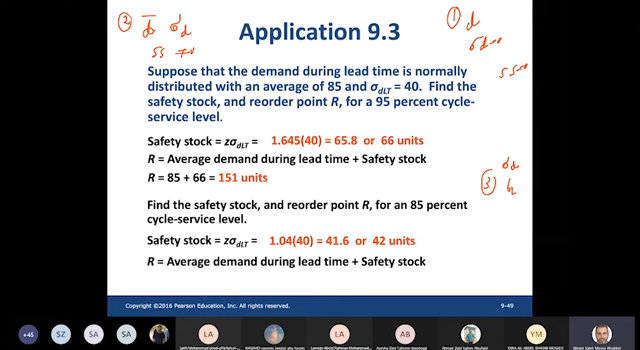 Application 9.3
① d
② d̄ σd
Suppose that the demand during lead time is normally
distributed with an average of 85 and σdLT = 40. Find the
safety stock, and reorder point R, for a 95 percent cycle-
service level.
Safety stock = zσdLT = 1.645(40) = 65.8 or 66 units
R = Average demand during lead time + Safety stock
R = 85 + 66 = 151 units
③ σd
Find the safety stock, and reorder point R, for an 85 percent
cycle-service level.
Safety stock = zσdLT = 1.04(40) = 41.6 or 42 units
R = Average demand during lead time + Safety stock
Copyright ©2016 Pearson Education, Inc. All rights reserved.
9-49
+45
SZ
SA
SA
LA
LA
AB